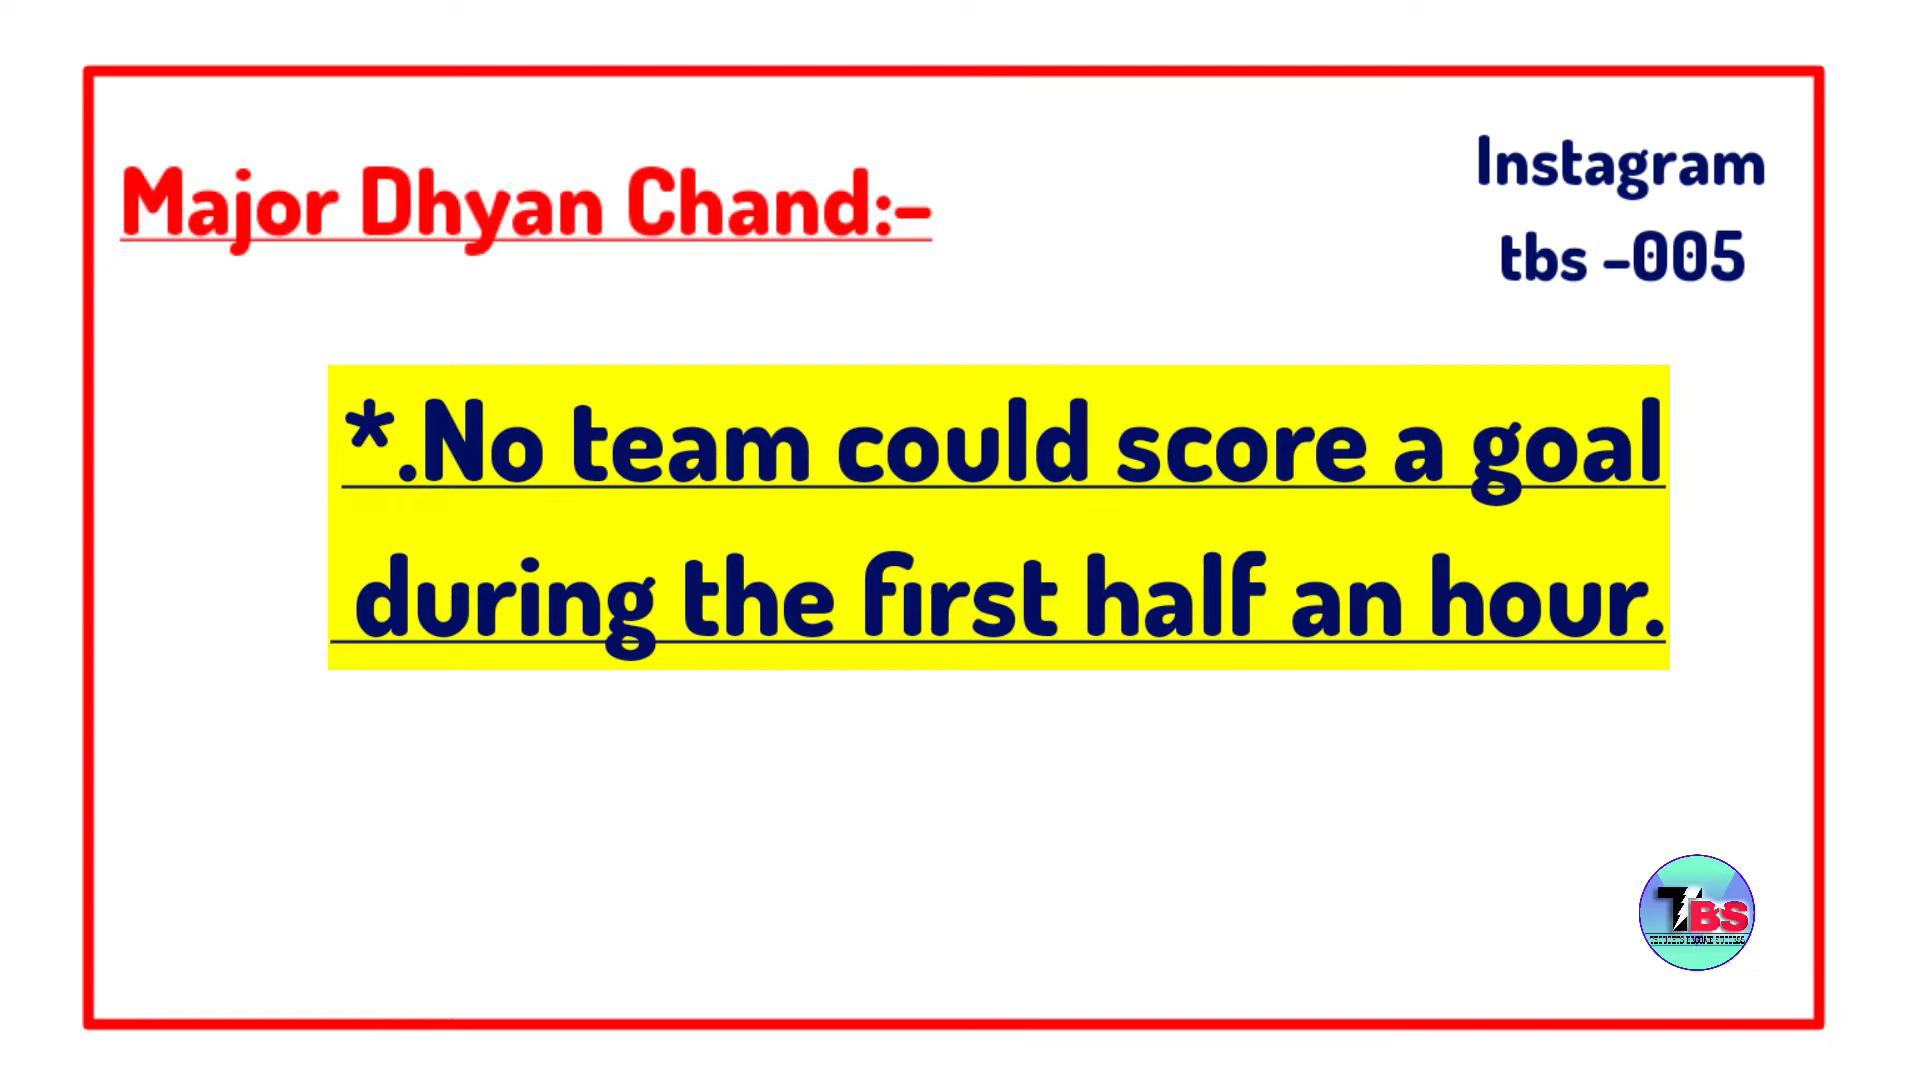 Major Dhyan Chand:-
Instagram
tbs -005
*.No team could score a goal
during the first half an hour.
TBS